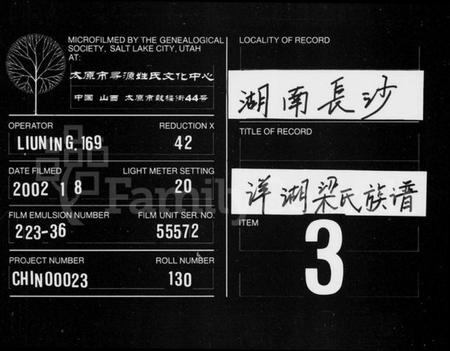 MICROFILMED BY THE GENEALOGICAL
SOCIETY, SALT LAKE CITY, UTAH
AT:
太原市寻源姓氏文化中心
中国 山西 太原市鼓楼街44号
OPERATOR
REDUCTION X
LIUNING.169
42
DATE FILMED
LIGHT METER SETTING
2002 1 8
20
FILM EMULSION NUMBER
FILM UNIT SER. NO.
223-36
55572
PROJECT NUMBER
ROLL NUMBER
CHIN00023
130
LOCALITY OF RECORD
湖南長沙
TITLE OF RECORD
洋湖梁氏族谱
ITEM
3
Family